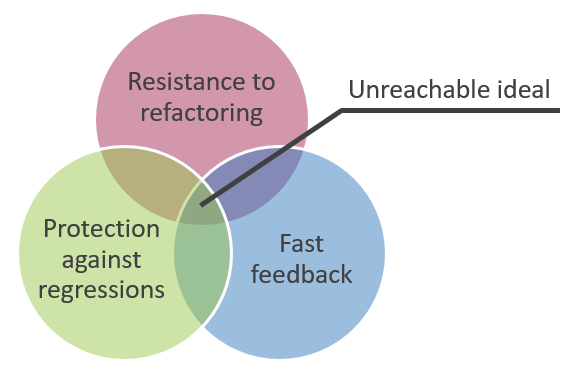 Resistance to
refactoring
Unreachable ideal
Protection
against
regressions
Fast
feedback